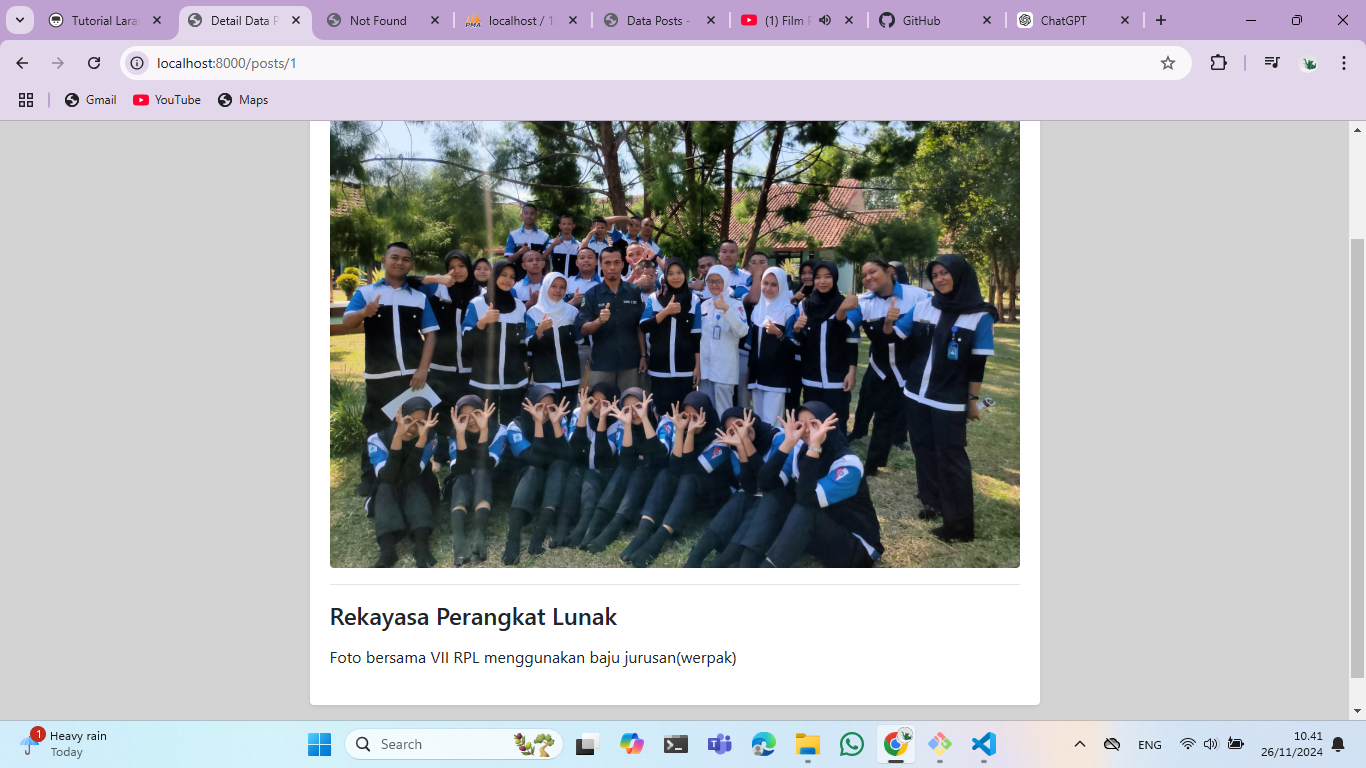 Tutorial Lara
Detail Data P
Not Found
localhost / 1
Data Posts -
(1) Film
GitHub
ChatGPT
localhost:8000/posts/1
Gmail
YouTube
Maps
Rekayasa Perangkat Lunak
Foto bersama VII RPL menggunakan baju jurusan(werpak)
1
Heavy rain
Today
Search
ENG
10.41
26/11/2024